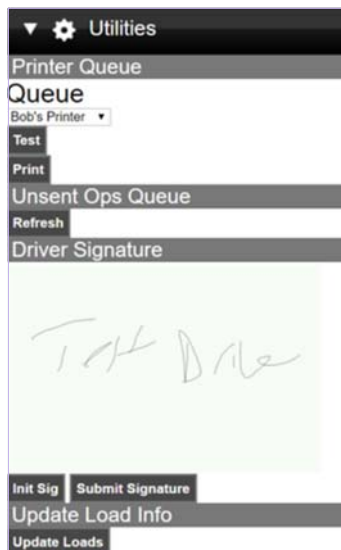 Utilities
Printer Queue
Queue
Bob's Printer
Test
Print
Unsent Ops Queue
Refresh
Driver Signature
Test
Init Sig Submit Signature
Update Load Info
Update Loads